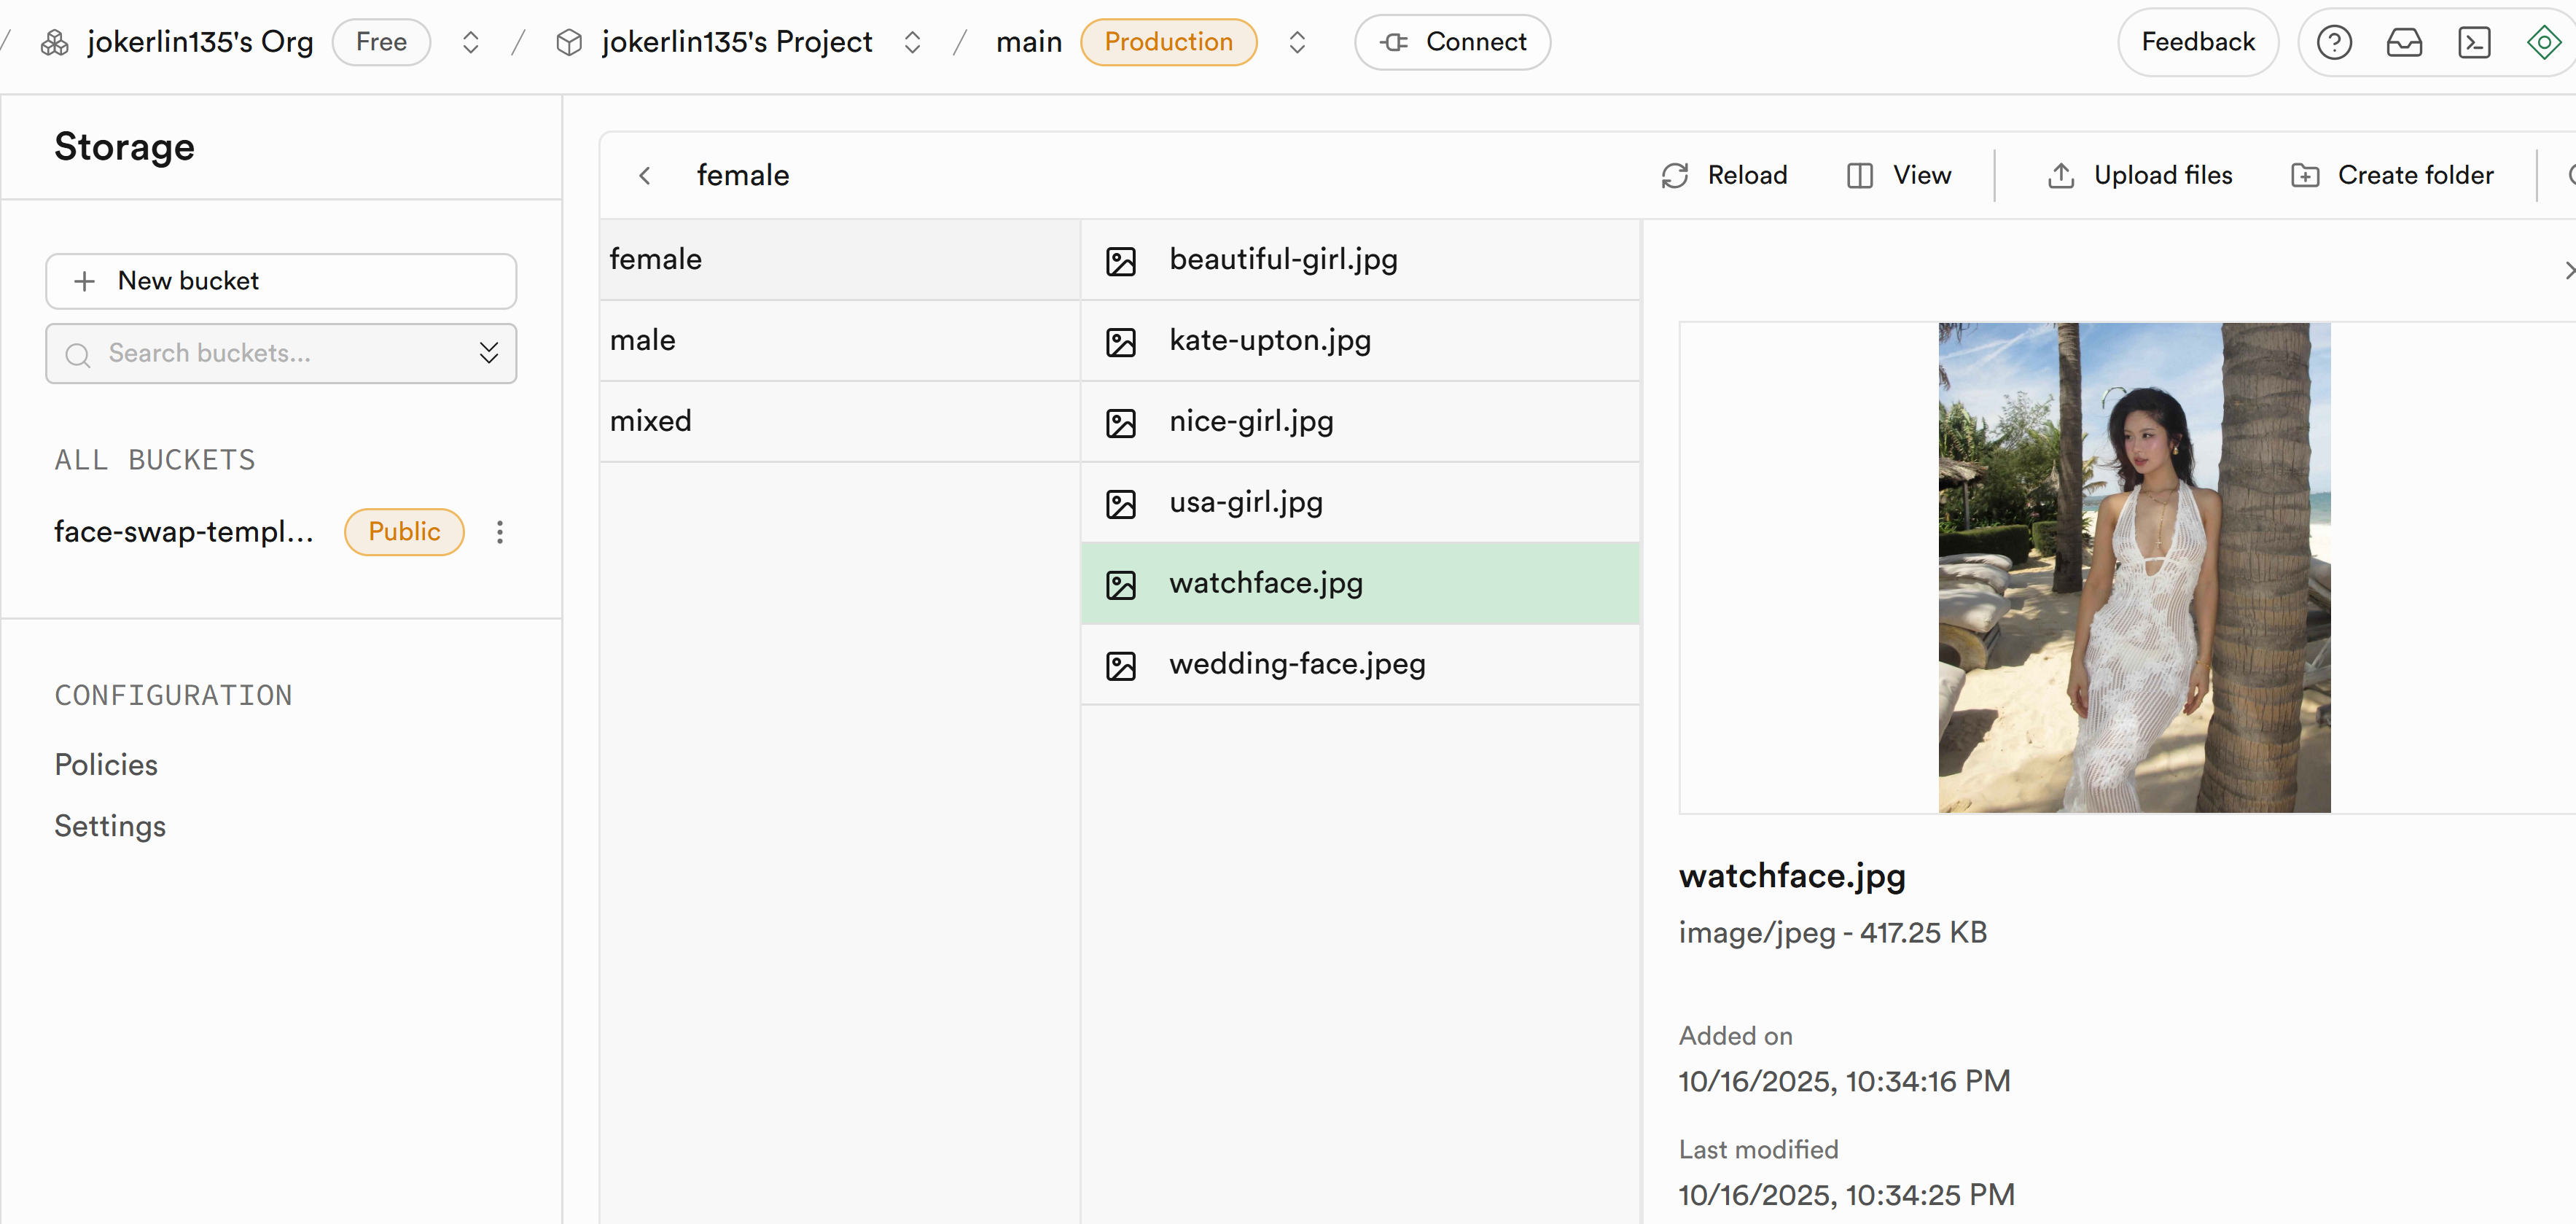 jokerlin135's Org Free / jokerlin135's Project / main Production Connect Feedback
Storage
New bucket
Search buckets...
ALL BUCKETS
face-swap-templ... Public
CONFIGURATION
Policies
Settings
female Reload View Upload files Create folder
female
male
mixed
beautiful-girl.jpg
kate-upton.jpg
nice-girl.jpg
usa-girl.jpg
watchface.jpg
wedding-face.jpeg
watchface.jpg
image/jpeg - 417.25 KB
Added on
10/16/2025, 10:34:16 PM
Last modified
10/16/2025, 10:34:25 PM